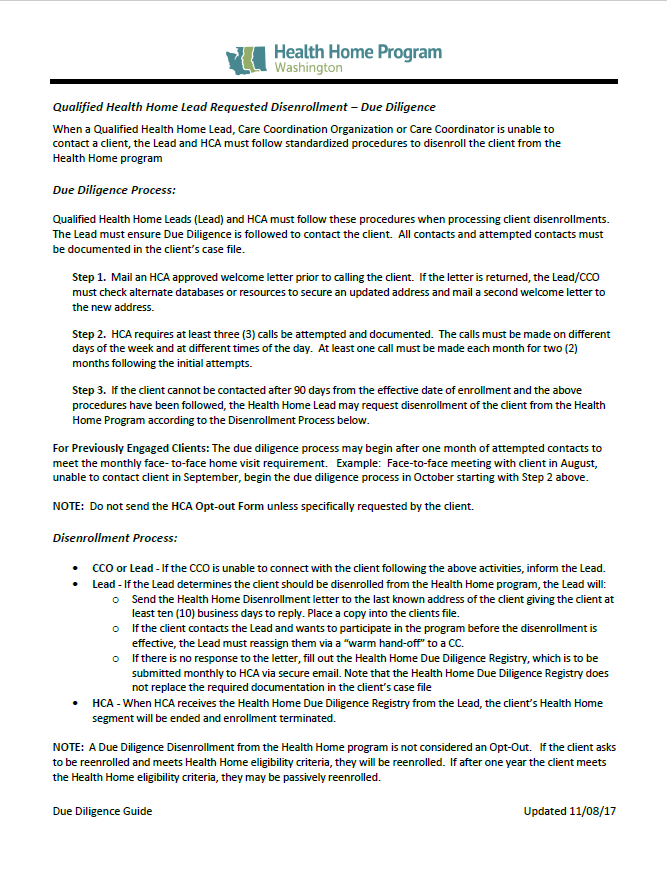 Health Home Program
Washington
Qualified Health Home Lead Requested Disenrollment – Due Diligence
When a Qualified Health Home Lead, Care Coordination Organization or Care Coordinator is unable to
contact a client, the Lead and HCA must follow standardized procedures to disenroll the client from the
Health Home program
Due Diligence Process:
Qualified Health Home Leads (Lead) and HCA must follow these procedures when processing client disenrollments.
The Lead must ensure Due Diligence is followed to contact the client.  All contacts and attempted contacts must
be documented in the client's case file.
Step 1.  Mail an HCA approved welcome letter prior to calling the client.  If the letter is returned, the Lead/CCO
must check alternate databases or resources to secure an updated address and mail a second welcome letter to
the new address.
Step 2.  HCA requires at least three (3) calls be attempted and documented.  The calls must be made on different
days of the week and at different times of the day.  At least one call must be made each month for two (2)
months following the initial attempts.
Step 3.  If the client cannot be contacted after 90 days from the effective date of enrollment and the above
procedures have been followed, the Health Home Lead may request disenrollment of the client from the Health
Home Program according to the Disenrollment Process below.
For Previously Engaged Clients: The due diligence process may begin after one month of attempted contacts to
meet the monthly face- to-face home visit requirement.   Example:  Face-to-face meeting with client in August,
unable to contact client in September, begin the due diligence process in October starting with Step 2 above.
NOTE:  Do not send the HCA Opt-out Form unless specifically requested by the client.
Disenrollment Process:
• CCO or Lead - If the CCO is unable to connect with the client following the above activities, inform the Lead.
• Lead - If the Lead determines the client should be disenrolled from the Health Home program, the Lead will:
o Send the Health Home Disenrollment letter to the last known address of the client giving the client at
least ten (10) business days to reply. Place a copy into the clients file.
o If the client contacts the Lead and wants to participate in the program before the disenrollment is
effective, the Lead must reassign them via a "warm hand-off" to a CC.
o If there is no response to the letter, fill out the Health Home Due Diligence Registry, which is to be
submitted monthly to HCA via secure email. Note that the Health Home Due Diligence Registry does
not replace the required documentation in the client's case file
• HCA - When HCA receives the Health Home Due Diligence Registry from the Lead, the client's Health Home
segment will be ended and enrollment terminated.
NOTE:  A Due Diligence Disenrollment from the Health Home program is not considered an Opt-Out.   If the client asks
to be reenrolled and meets Health Home eligibility criteria, they will be reenrolled.  If after one year the client meets
the Health Home eligibility criteria, they may be passively reenrolled.
Due Diligence Guide Updated 11/08/17